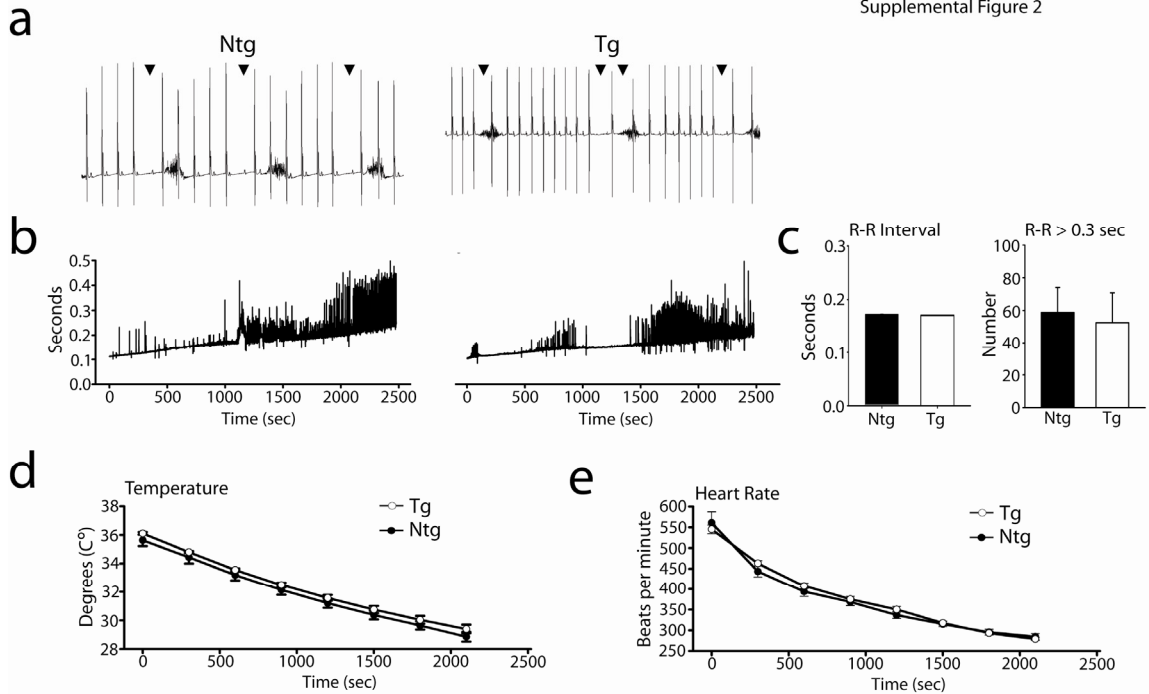 Supplemental Figure 2
a
Ntg
Tg
b
Seconds
0.5
0.4
0.3
0.2
0.1
0.0
0 500 1000 1500 2000 2500
Time (sec)
0 500 1000 1500 2000 2500
Time (sec)
c
R-R Interval
Seconds
0.3
0.2
0.1
0.0
Ntg Tg
R-R > 0.3 sec
Number
100
80
60
40
20
0
Ntg Tg
d
Temperature
Degrees (C°)
38
36
34
32
30
28
Tg
Ntg
0 500 1000 1500 2000 2500
Time (sec)
e
Heart Rate
Beats per minute
600
550
500
450
400
350
300
250
Tg
Ntg
0 500 1000 1500 2000 2500
Time (sec)